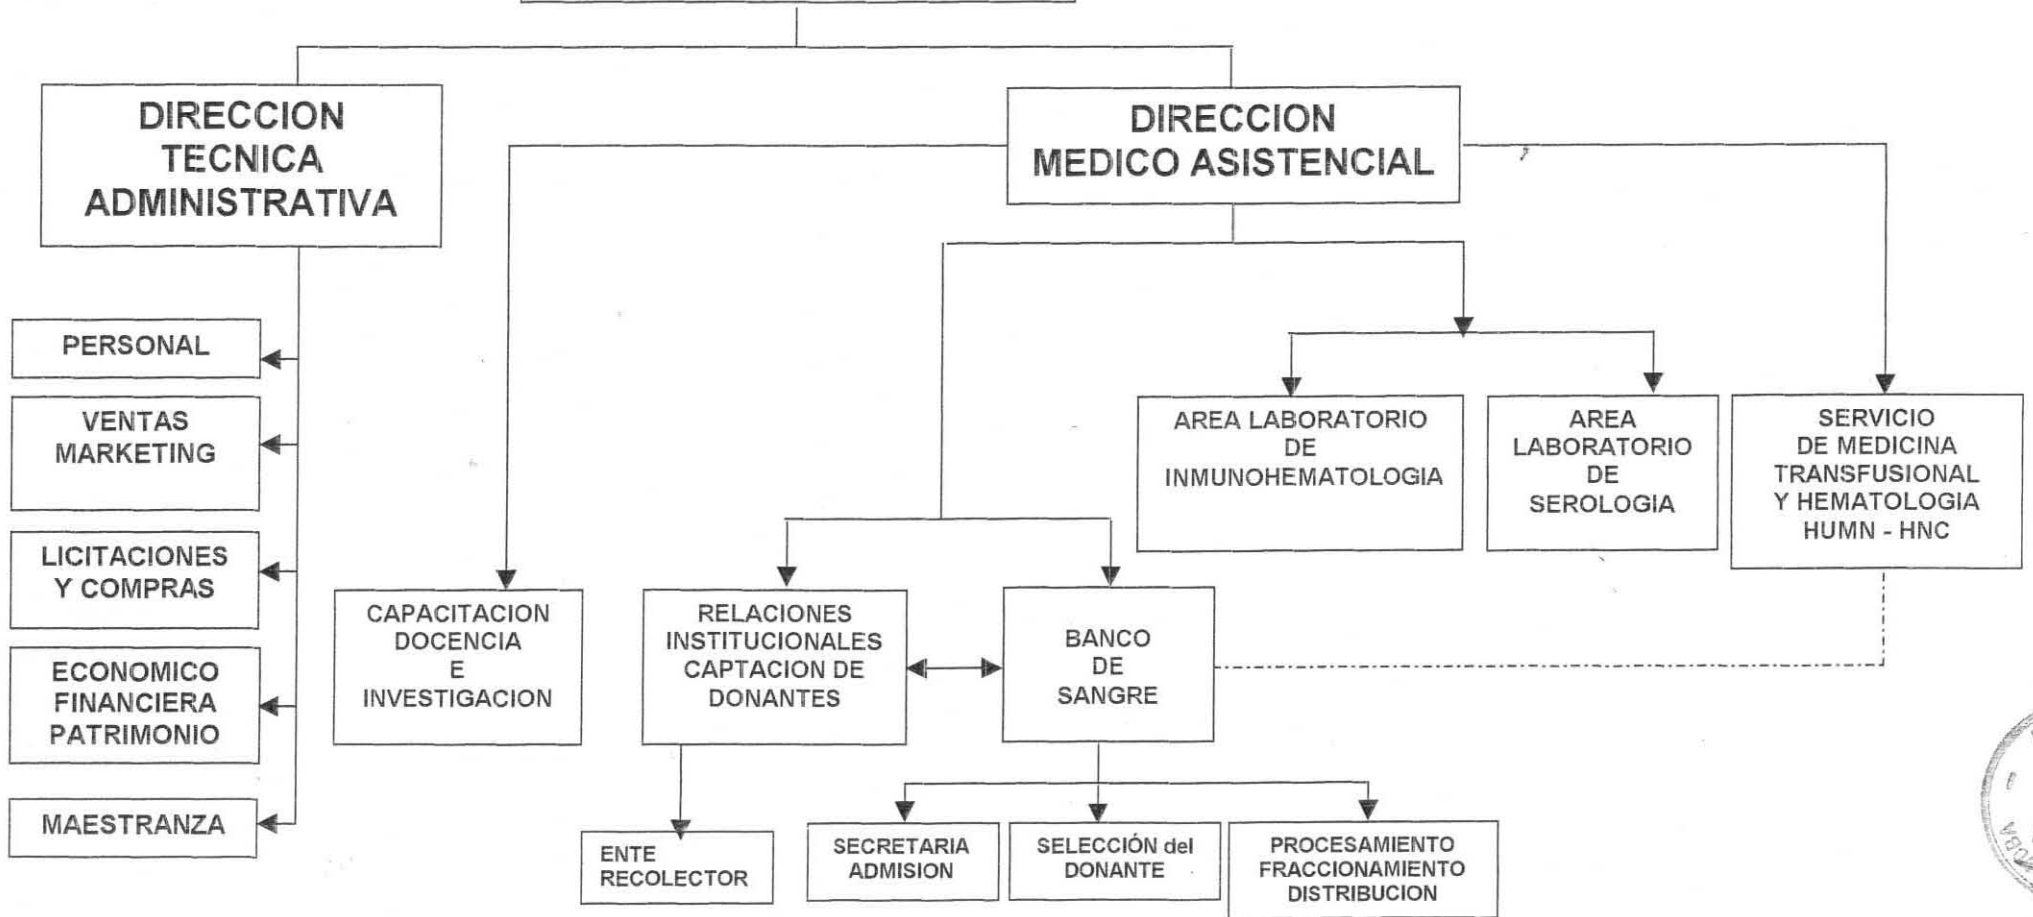 DIRECCION
TECNICA
ADMINISTRATIVA
DIRECCION
MEDICO ASISTENCIAL
PERSONAL
VENTAS
MARKETING
LICITACIONES
Y COMPRAS
ECONOMICO
FINANCIERA
PATRIMONIO
MAESTRANZA
AREA LABORATORIO
DE
INMUNOHEMATOLOGIA
AREA
LABORATORIO
DE
SEROLOGIA
SERVICIO
DE MEDICINA
TRANSFUSIONAL
Y HEMATOLOGIA
HUMN - HNC
CAPACITACION
DOCENCIA
E
INVESTIGACION
RELACIONES
INSTITUCIONALES
CAPTACION DE
DONANTES
BANCO
DE
SANGRE
ENTE
RECOLECTOR
SECRETARIA
ADMISION
SELECCIÓN del
DONANTE
PROCESAMIENTO
FRACCIONAMIENTO
DISTRIBUCION